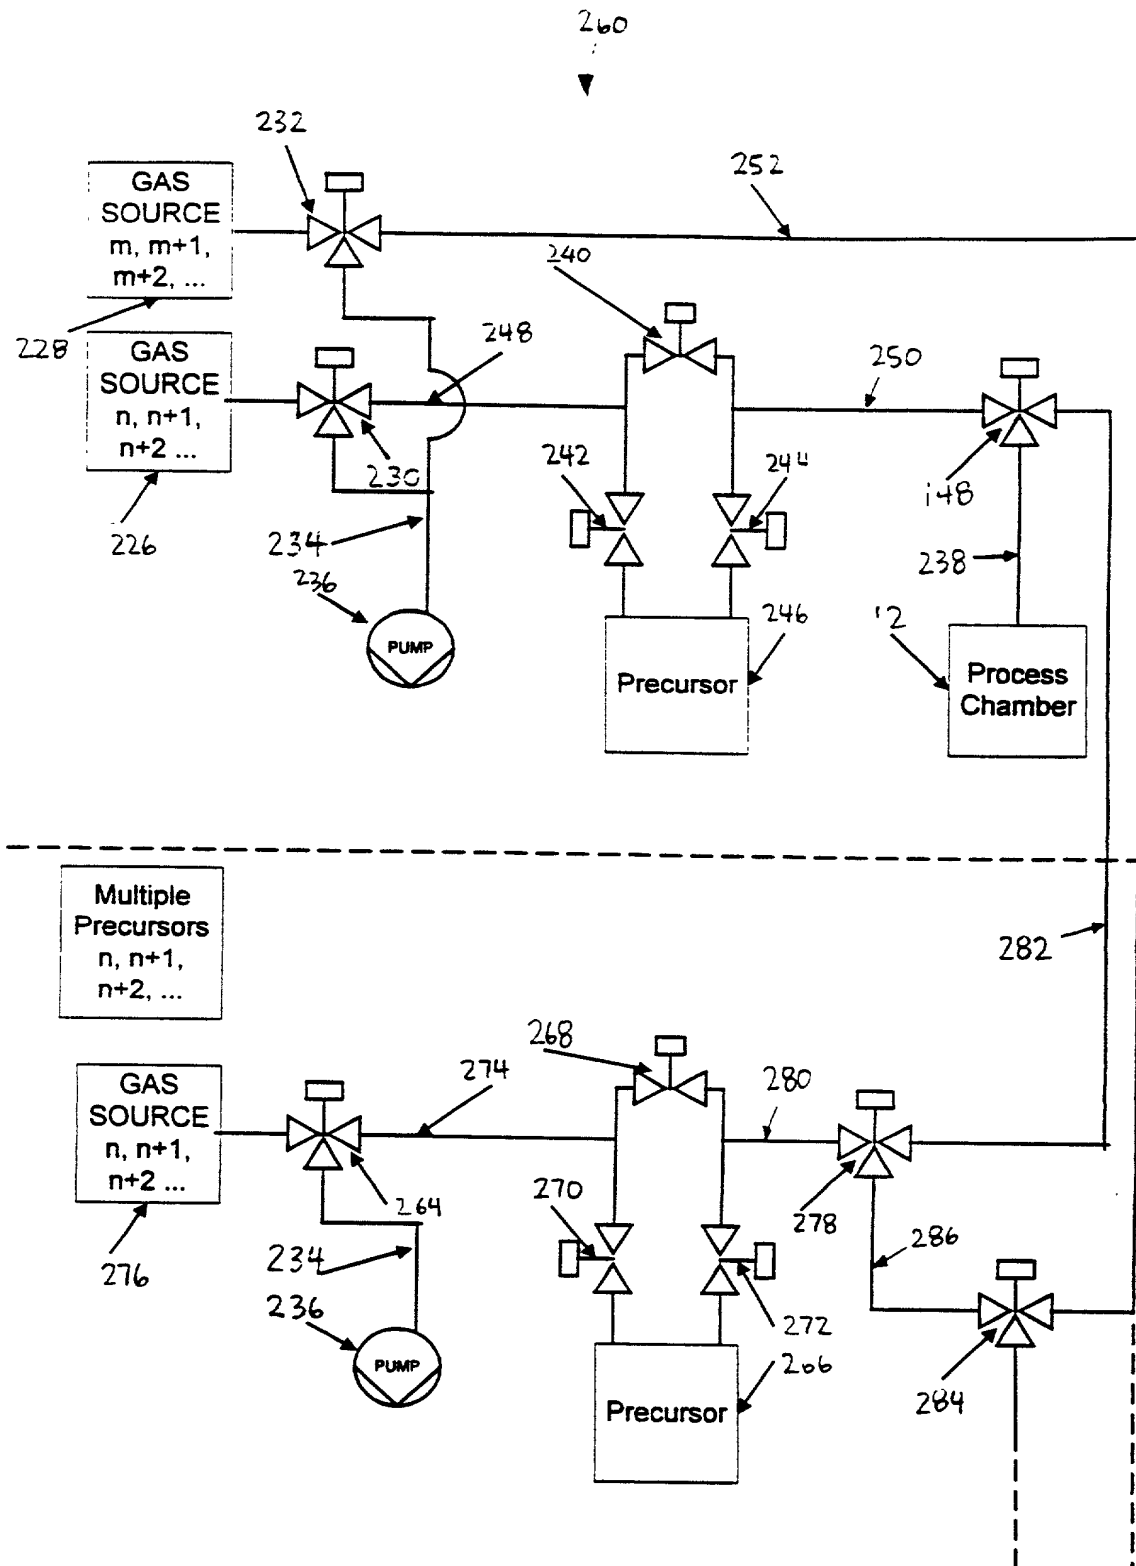 260
232
252
GAS
SOURCE
m, m+1,
m+2, ...
240
228
248
250
GAS
SOURCE
n, n+1,
n+2 ...
230
242
244
148
226
234
238
236
246
12
PUMP
Precursor
Process
Chamber
Multiple
Precursors
n, n+1,
n+2, ...
282
268
274
280
GAS
SOURCE
n, n+1,
n+2 ...
264
270
278
286
276
234
236
272
266
284
PUMP
Precursor